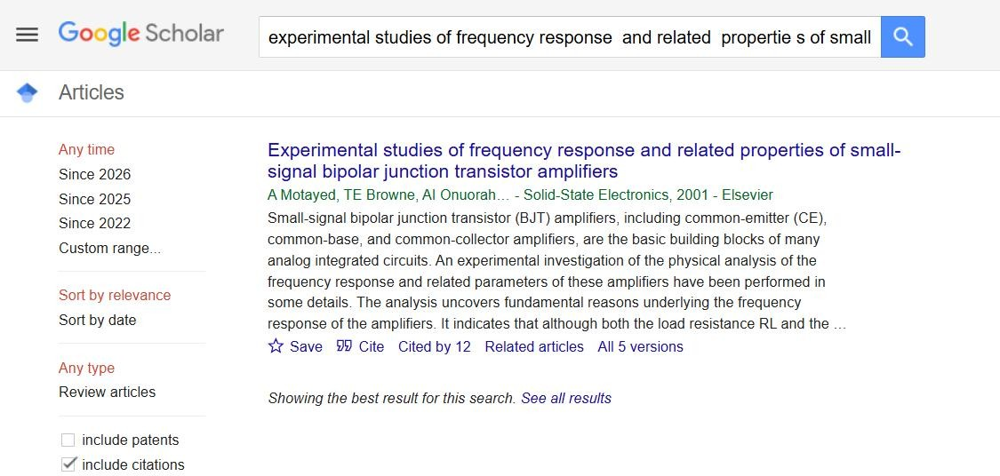 Google Scholar
experimental studies of frequency response  and related  propertie s of small
Articles
Any time
Since 2026
Since 2025
Since 2022
Custom range...
Sort by relevance
Sort by date
Any type
Review articles
include patents
include citations
Experimental studies of frequency response and related properties of small-
signal bipolar junction transistor amplifiers
A Motayed, TE Browne, AI Onuorah… - Solid-State Electronics, 2001 - Elsevier
Small-signal bipolar junction transistor (BJT) amplifiers, including common-emitter (CE),
common-base, and common-collector amplifiers, are the basic building blocks of many
analog integrated circuits. An experimental investigation of the physical analysis of the
frequency response and related parameters of these amplifiers have been performed in
some details. The analysis uncovers fundamental reasons underlying the frequency
response of the amplifiers. It indicates that although both the load resistance RL and the …
Save Cite Cited by 12 Related articles All 5 versions
Showing the best result for this search. See all results